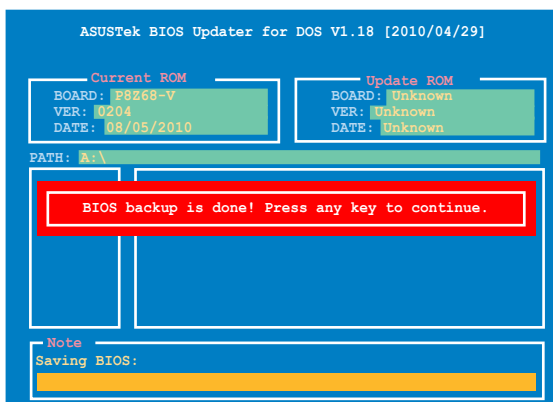 ASUSTek BIOS Updater for DOS V1.18 [2010/04/29]
Current ROM
BOARD: P8Z68-V
VER: 0204
DATE: 08/05/2010
Update ROM
BOARD: Unknown
VER: Unknown
DATE: Unknown
PATH: A:\
BIOS backup is done! Press any key to continue.
Note
Saving BIOS: